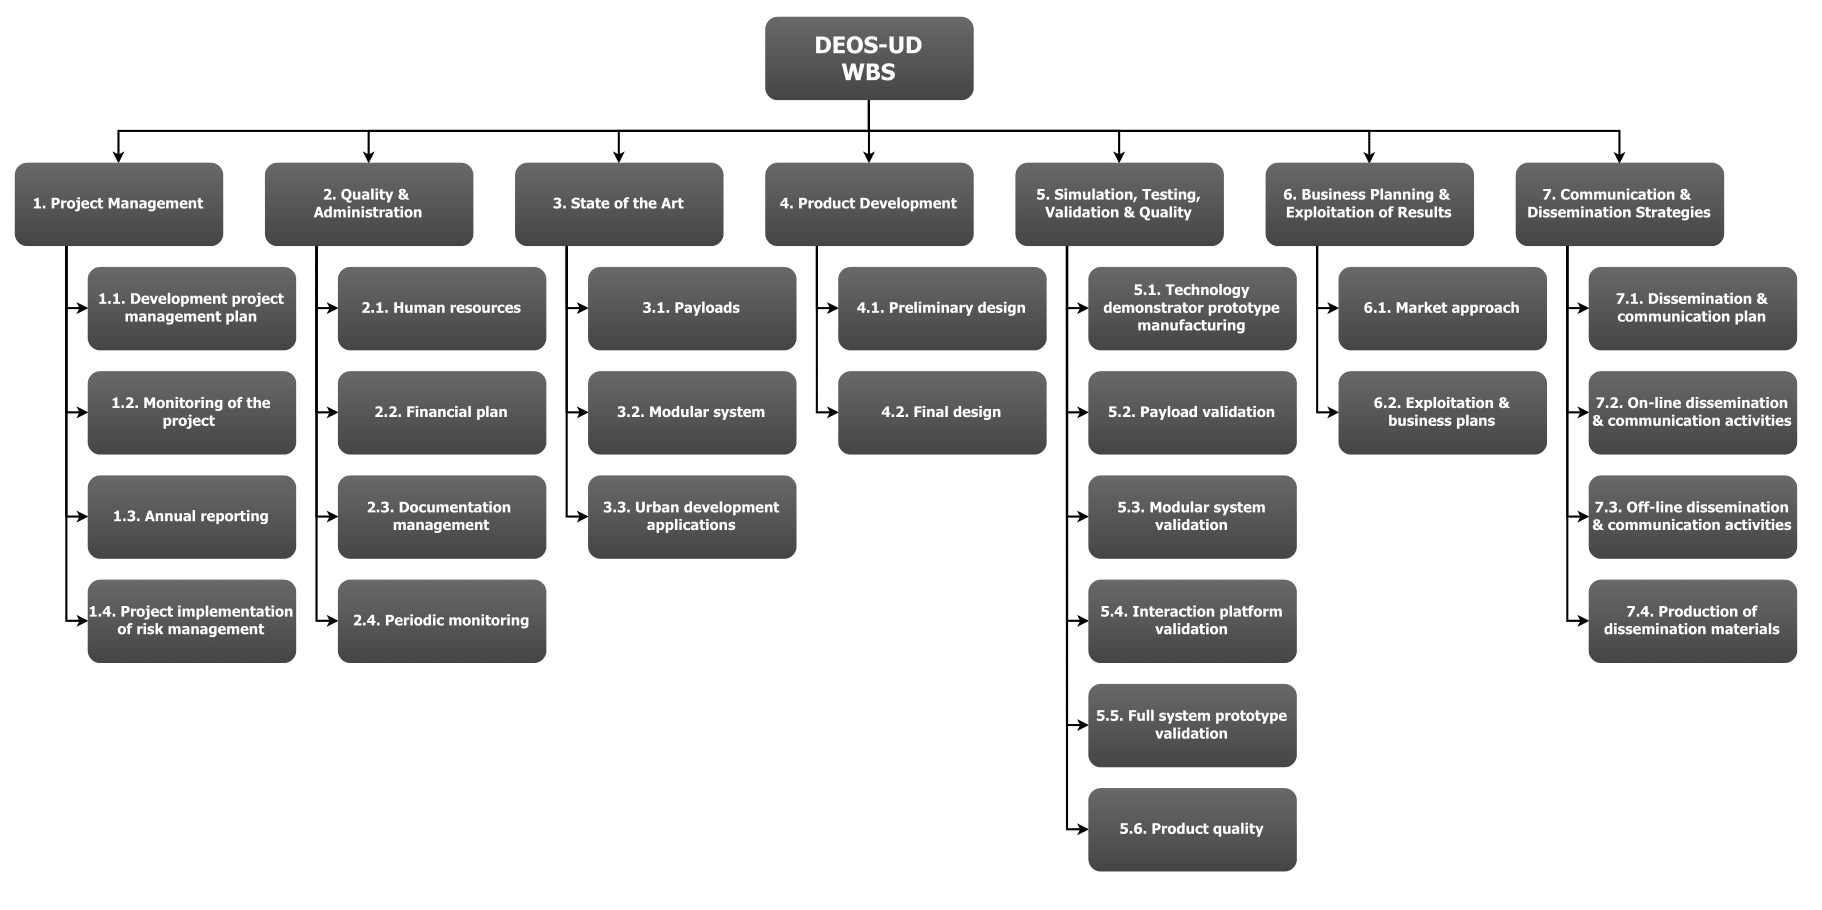 DEOS-UD
WBS
1. Project Management
2. Quality &
Administration
3. State of the Art
4. Product Development
5. Simulation, Testing,
Validation & Quality
6. Business Planning &
Exploitation of Results
7. Communication &
Dissemination Strategies
1.1. Development project
management plan
1.2. Monitoring of the
project
1.3. Annual reporting
1.4. Project implementation
of risk management
2.1. Human resources
2.2. Financial plan
2.3. Documentation
management
2.4. Periodic monitoring
3.1. Payloads
3.2. Modular system
3.3. Urban development
applications
4.1. Preliminary design
4.2. Final design
5.1. Technology
demonstrator prototype
manufacturing
5.2. Payload validation
5.3. Modular system
validation
5.4. Interaction platform
validation
5.5. Full system prototype
validation
5.6. Product quality
6.1. Market approach
6.2. Exploitation &
business plans
7.1. Dissemination &
communication plan
7.2. On-line dissemination
& communication activities
7.3. Off-line dissemination
& communication activities
7.4. Production of
dissemination materials